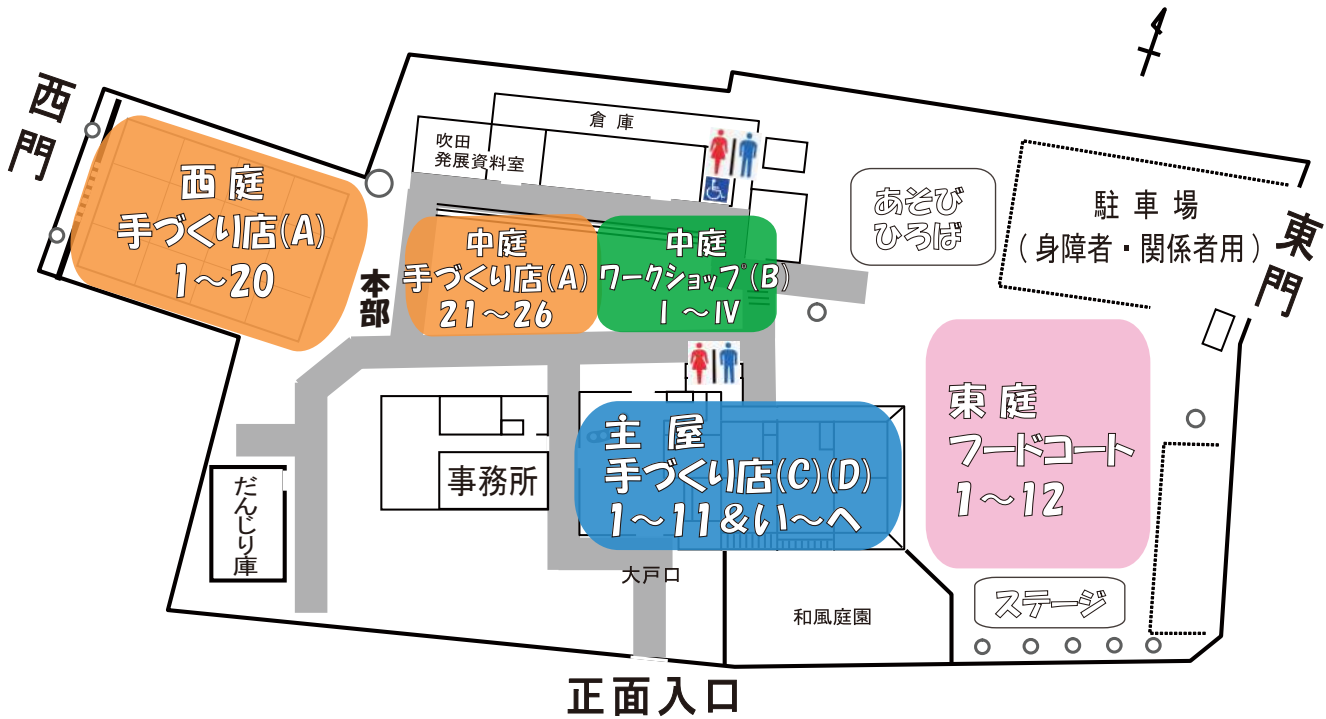 西門
西庭
手づくり店(A)
1～20
本部
吹田
発展資料室
倉庫
中庭
手づくり店(A)
21～26
中庭
ワークショップ(B)
Ⅰ～Ⅳ
あそび
ひろば
駐車場
(身障者・関係者用)
東門
東庭
フードコート
1～12
主屋
手づくり店(C)(D)
1～11&い～へ
事務所
だんじり庫
大戸口
和風庭園
ステージ
正面入口